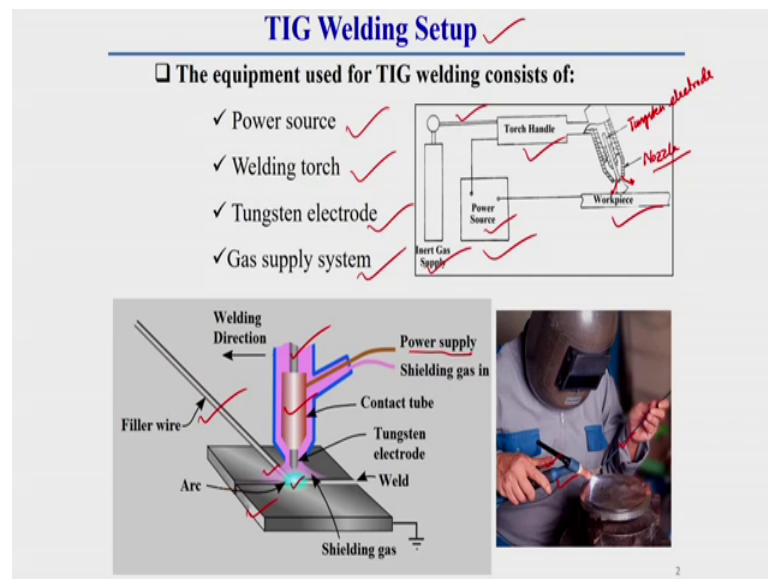 TIG Welding Setup
❑ The equipment used for TIG welding consists of:
✓ Power source
✓ Welding torch
✓ Tungsten electrode
✓ Gas supply system
Torch Handle
Tungsten electrode
Nozzle
Power
Source
Workpiece
Inert Gas
Supply
Welding
Direction
Power supply
Shielding gas in
Filler wire
Contact tube
Tungsten
electrode
Arc
Weld
Shielding gas
2